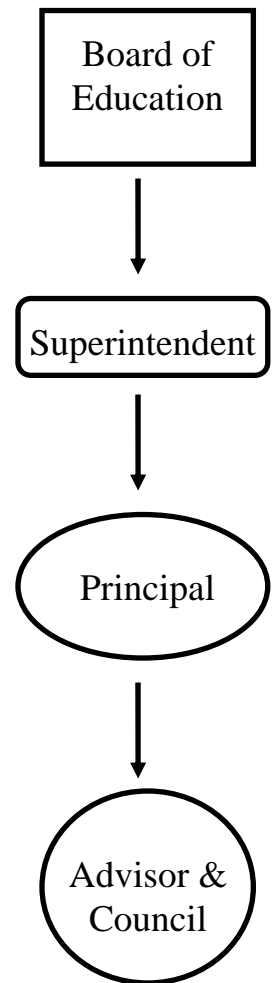 Board of
Education
Superintendent
Principal
Advisor &
Council